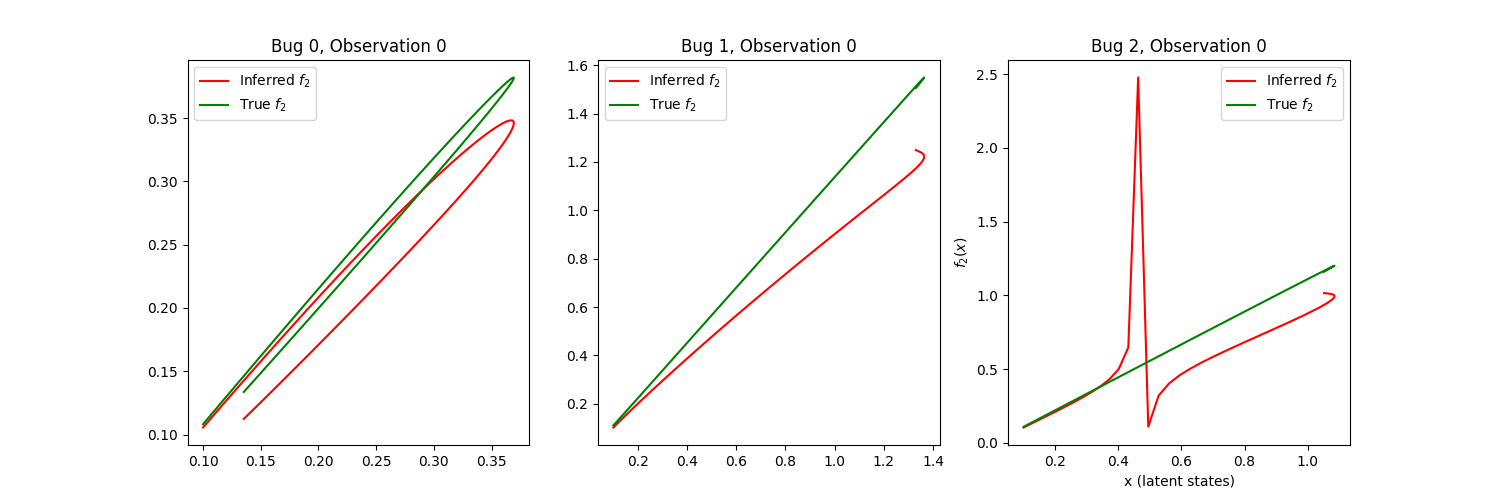 Bug 0, Observation 0
Inferred f₂
True f₂
0.35
0.30
0.25
0.20
0.15
0.10
0.10 0.15 0.20 0.25 0.30 0.35
Bug 1, Observation 0
Inferred f₂
True f₂
1.6
1.4
1.2
1.0
0.8
0.6
0.4
0.2
0.2 0.4 0.6 0.8 1.0 1.2 1.4
Bug 2, Observation 0
Inferred f₂
True f₂
f₂(x)
2.5
2.0
1.5
1.0
0.5
0.0
0.2 0.4 0.6 0.8 1.0
x (latent states)